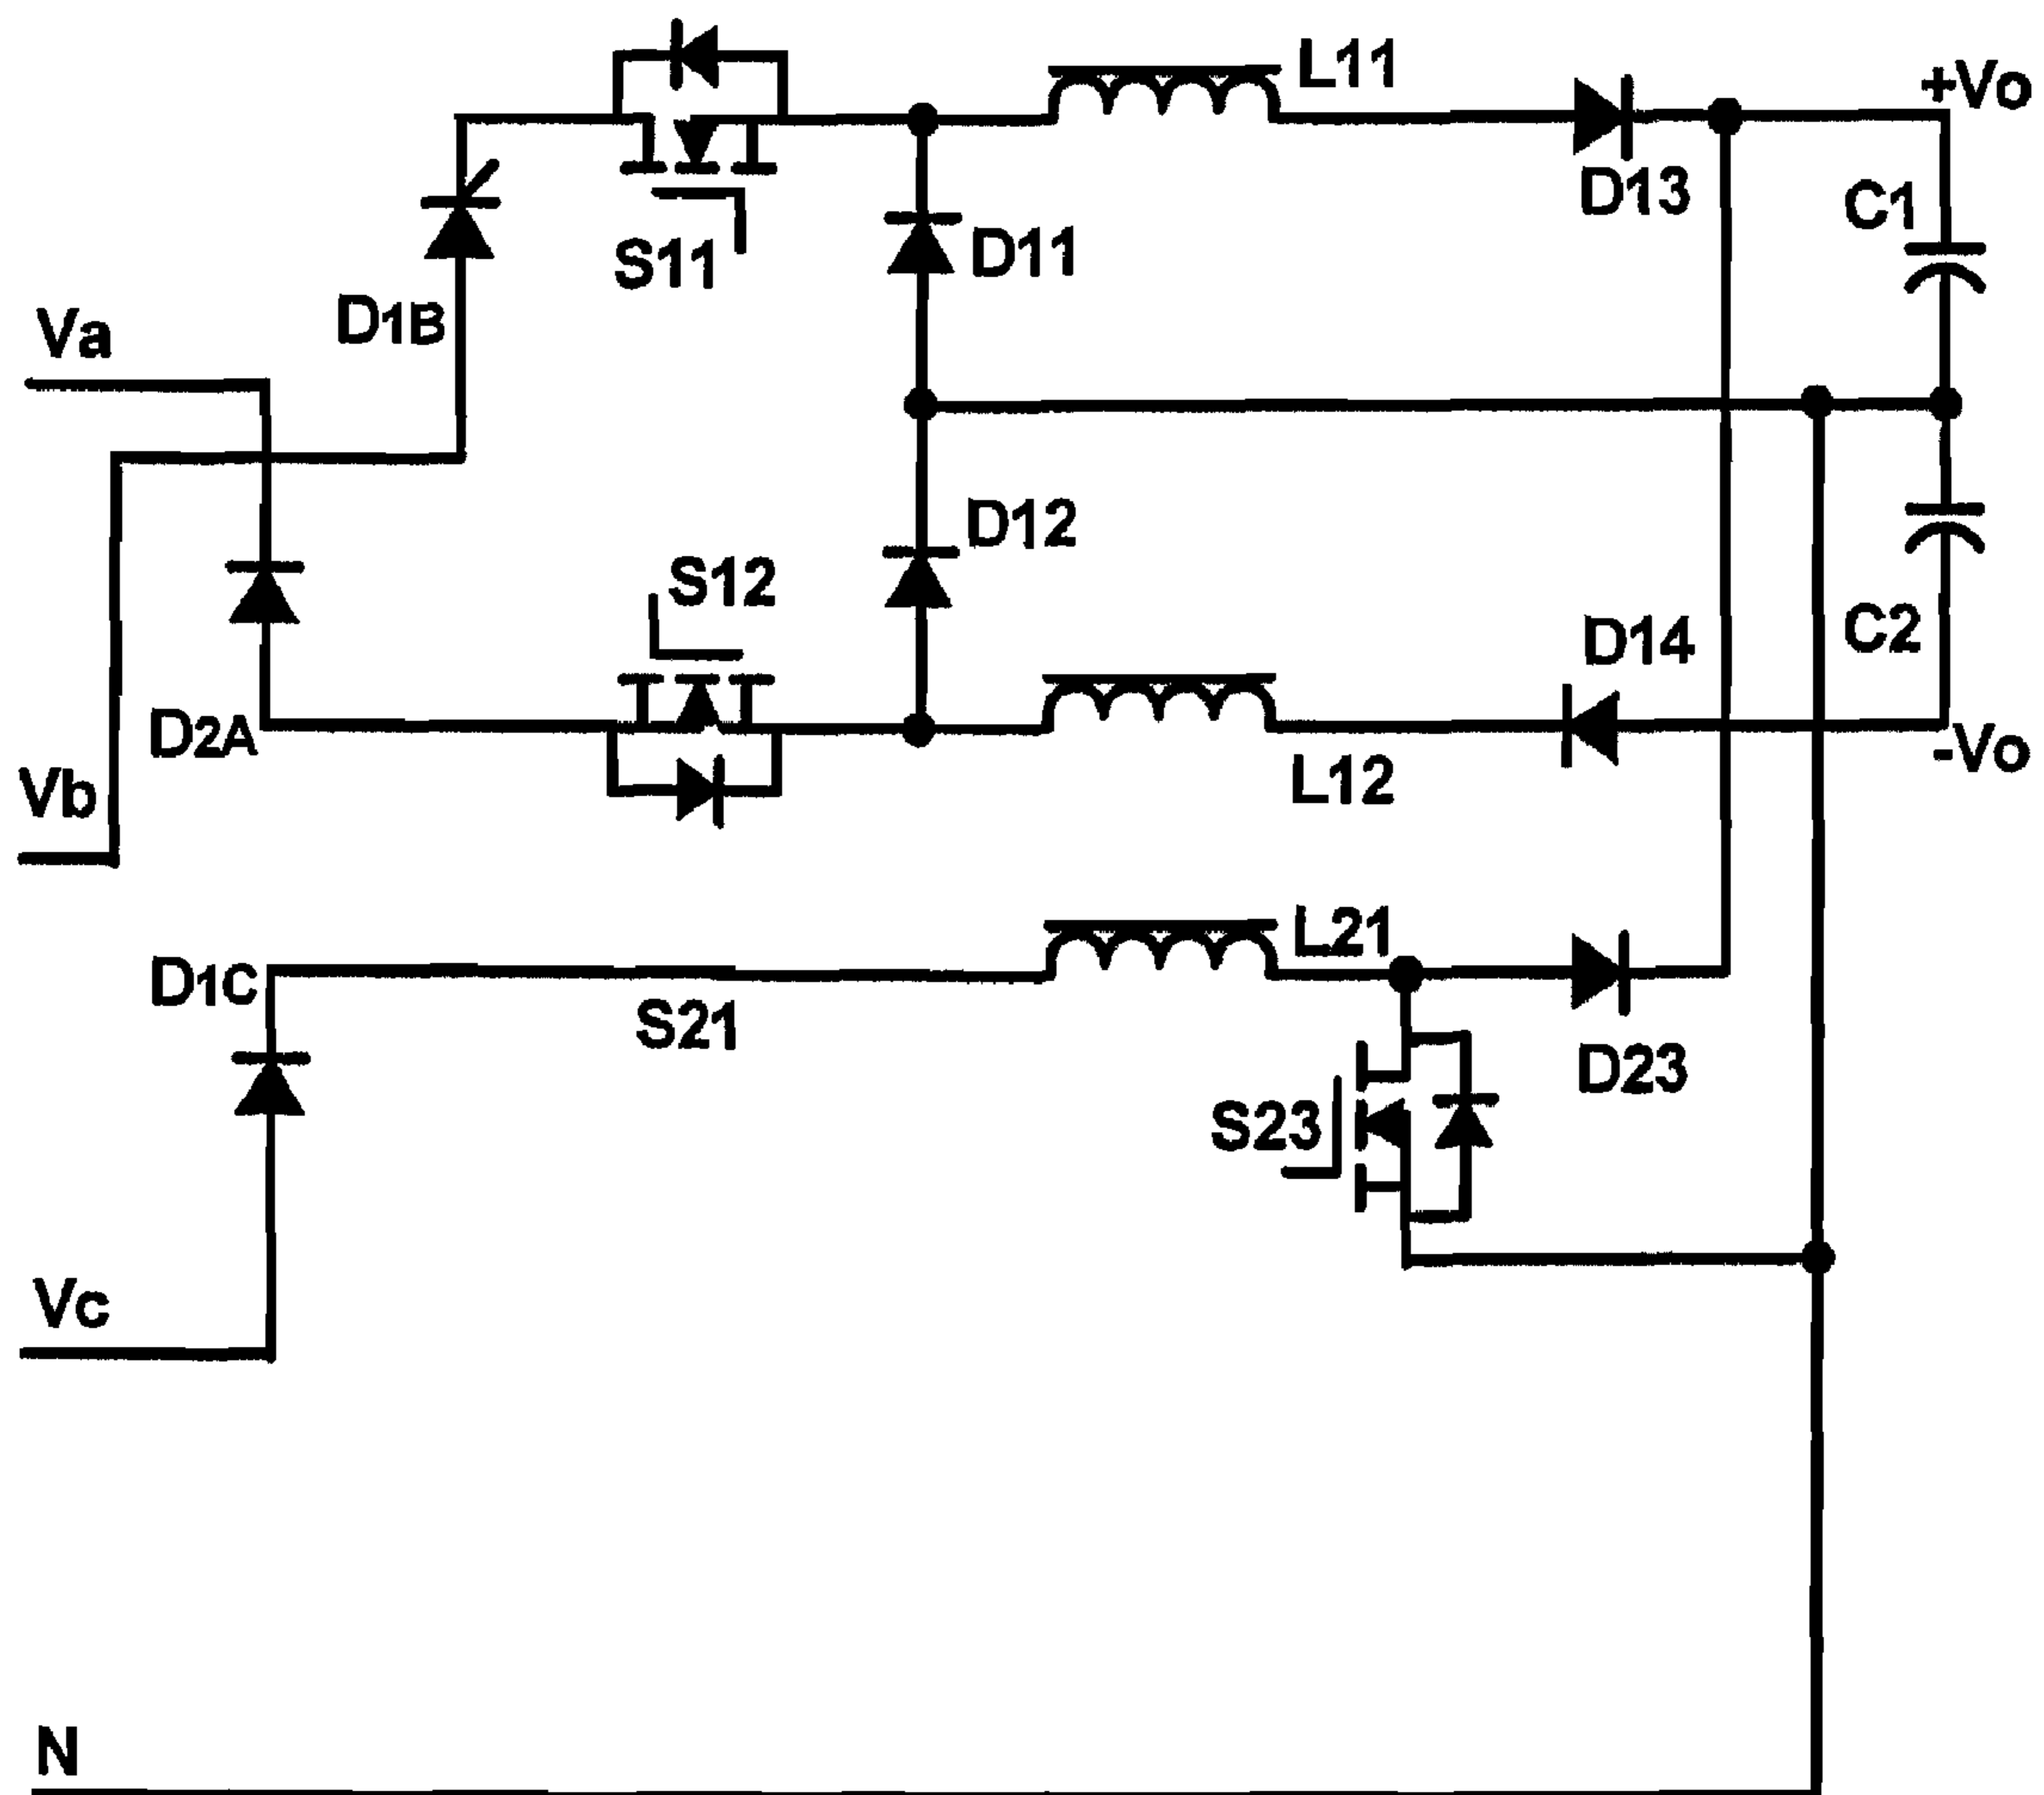 L11
+Vo
D13
C1
S11
D11
D1B
Va
D12
S12
D14
C2
D2A
-Vo
Vb
L12
L21
D1C
S21
D23
S23
Vc
N